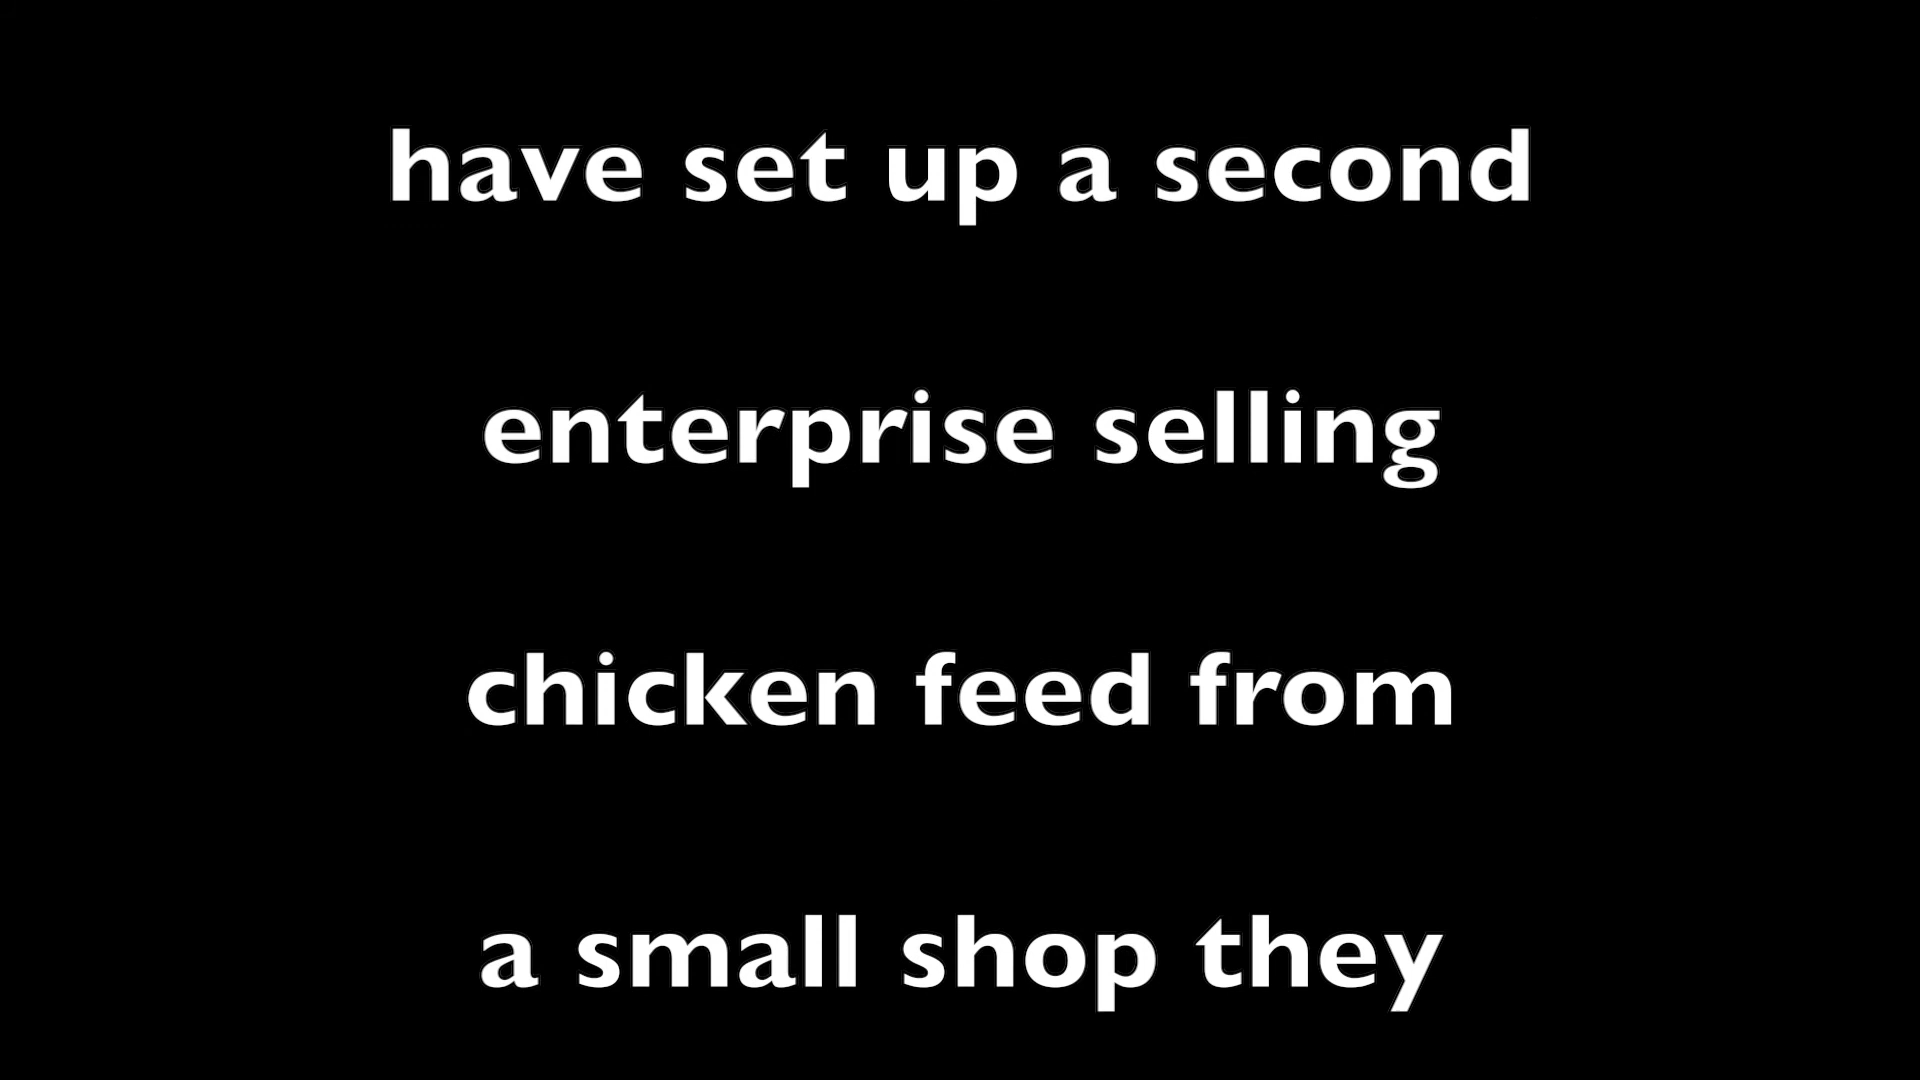 have set up a second
enterprise selling
chicken feed from
a small shop they